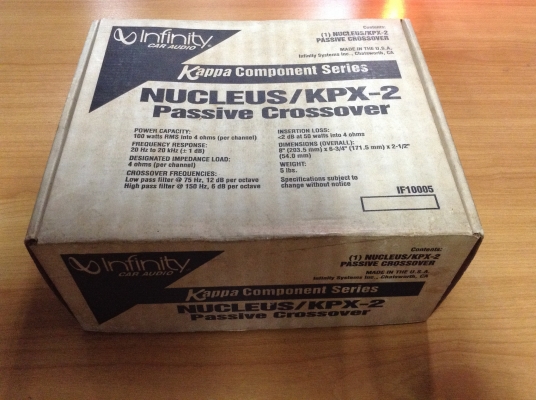 Infinity
CAR AUDIO
Contents:
(1) NUCLEUS/KPX-2
PASSIVE CROSSOVER
MADE IN THE U.S.A.
Infinity Systems Inc., Chatsworth, CA
Kappa Component Series
NUCLEUS/KPX-2
Passive Crossover
POWER CAPACITY:
100 watts RMS into 4 ohms (per channel)
FREQUENCY RESPONSE:
20 Hz to 20 kHz (± 1 dB)
DESIGNATED IMPEDANCE LOAD:
4 ohms (per channel)
CROSSOVER FREQUENCIES:
Low pass filter @ 75 Hz, 12 dB per octave
High pass filter @ 150 Hz, 6 dB per octave
INSERTION LOSS:
<2 dB at 50 watts into 4 ohms
DIMENSIONS (OVERALL):
8" (203.5 mm) x 6-3/4" (171.5 mm) x 2-1/2"
(54.0 mm)
WEIGHT:
5 lbs.
Specifications subject to
change without notice
IF10005
Infinity
CAR AUDIO
Contents:
(1) NUCLEUS/KPX-2
PASSIVE CROSSOVER
MADE IN THE U.S.A.
Infinity Systems Inc., Chatsworth, CA
Kappa Component Series
NUCLEUS/KPX-2
Passive Crossover